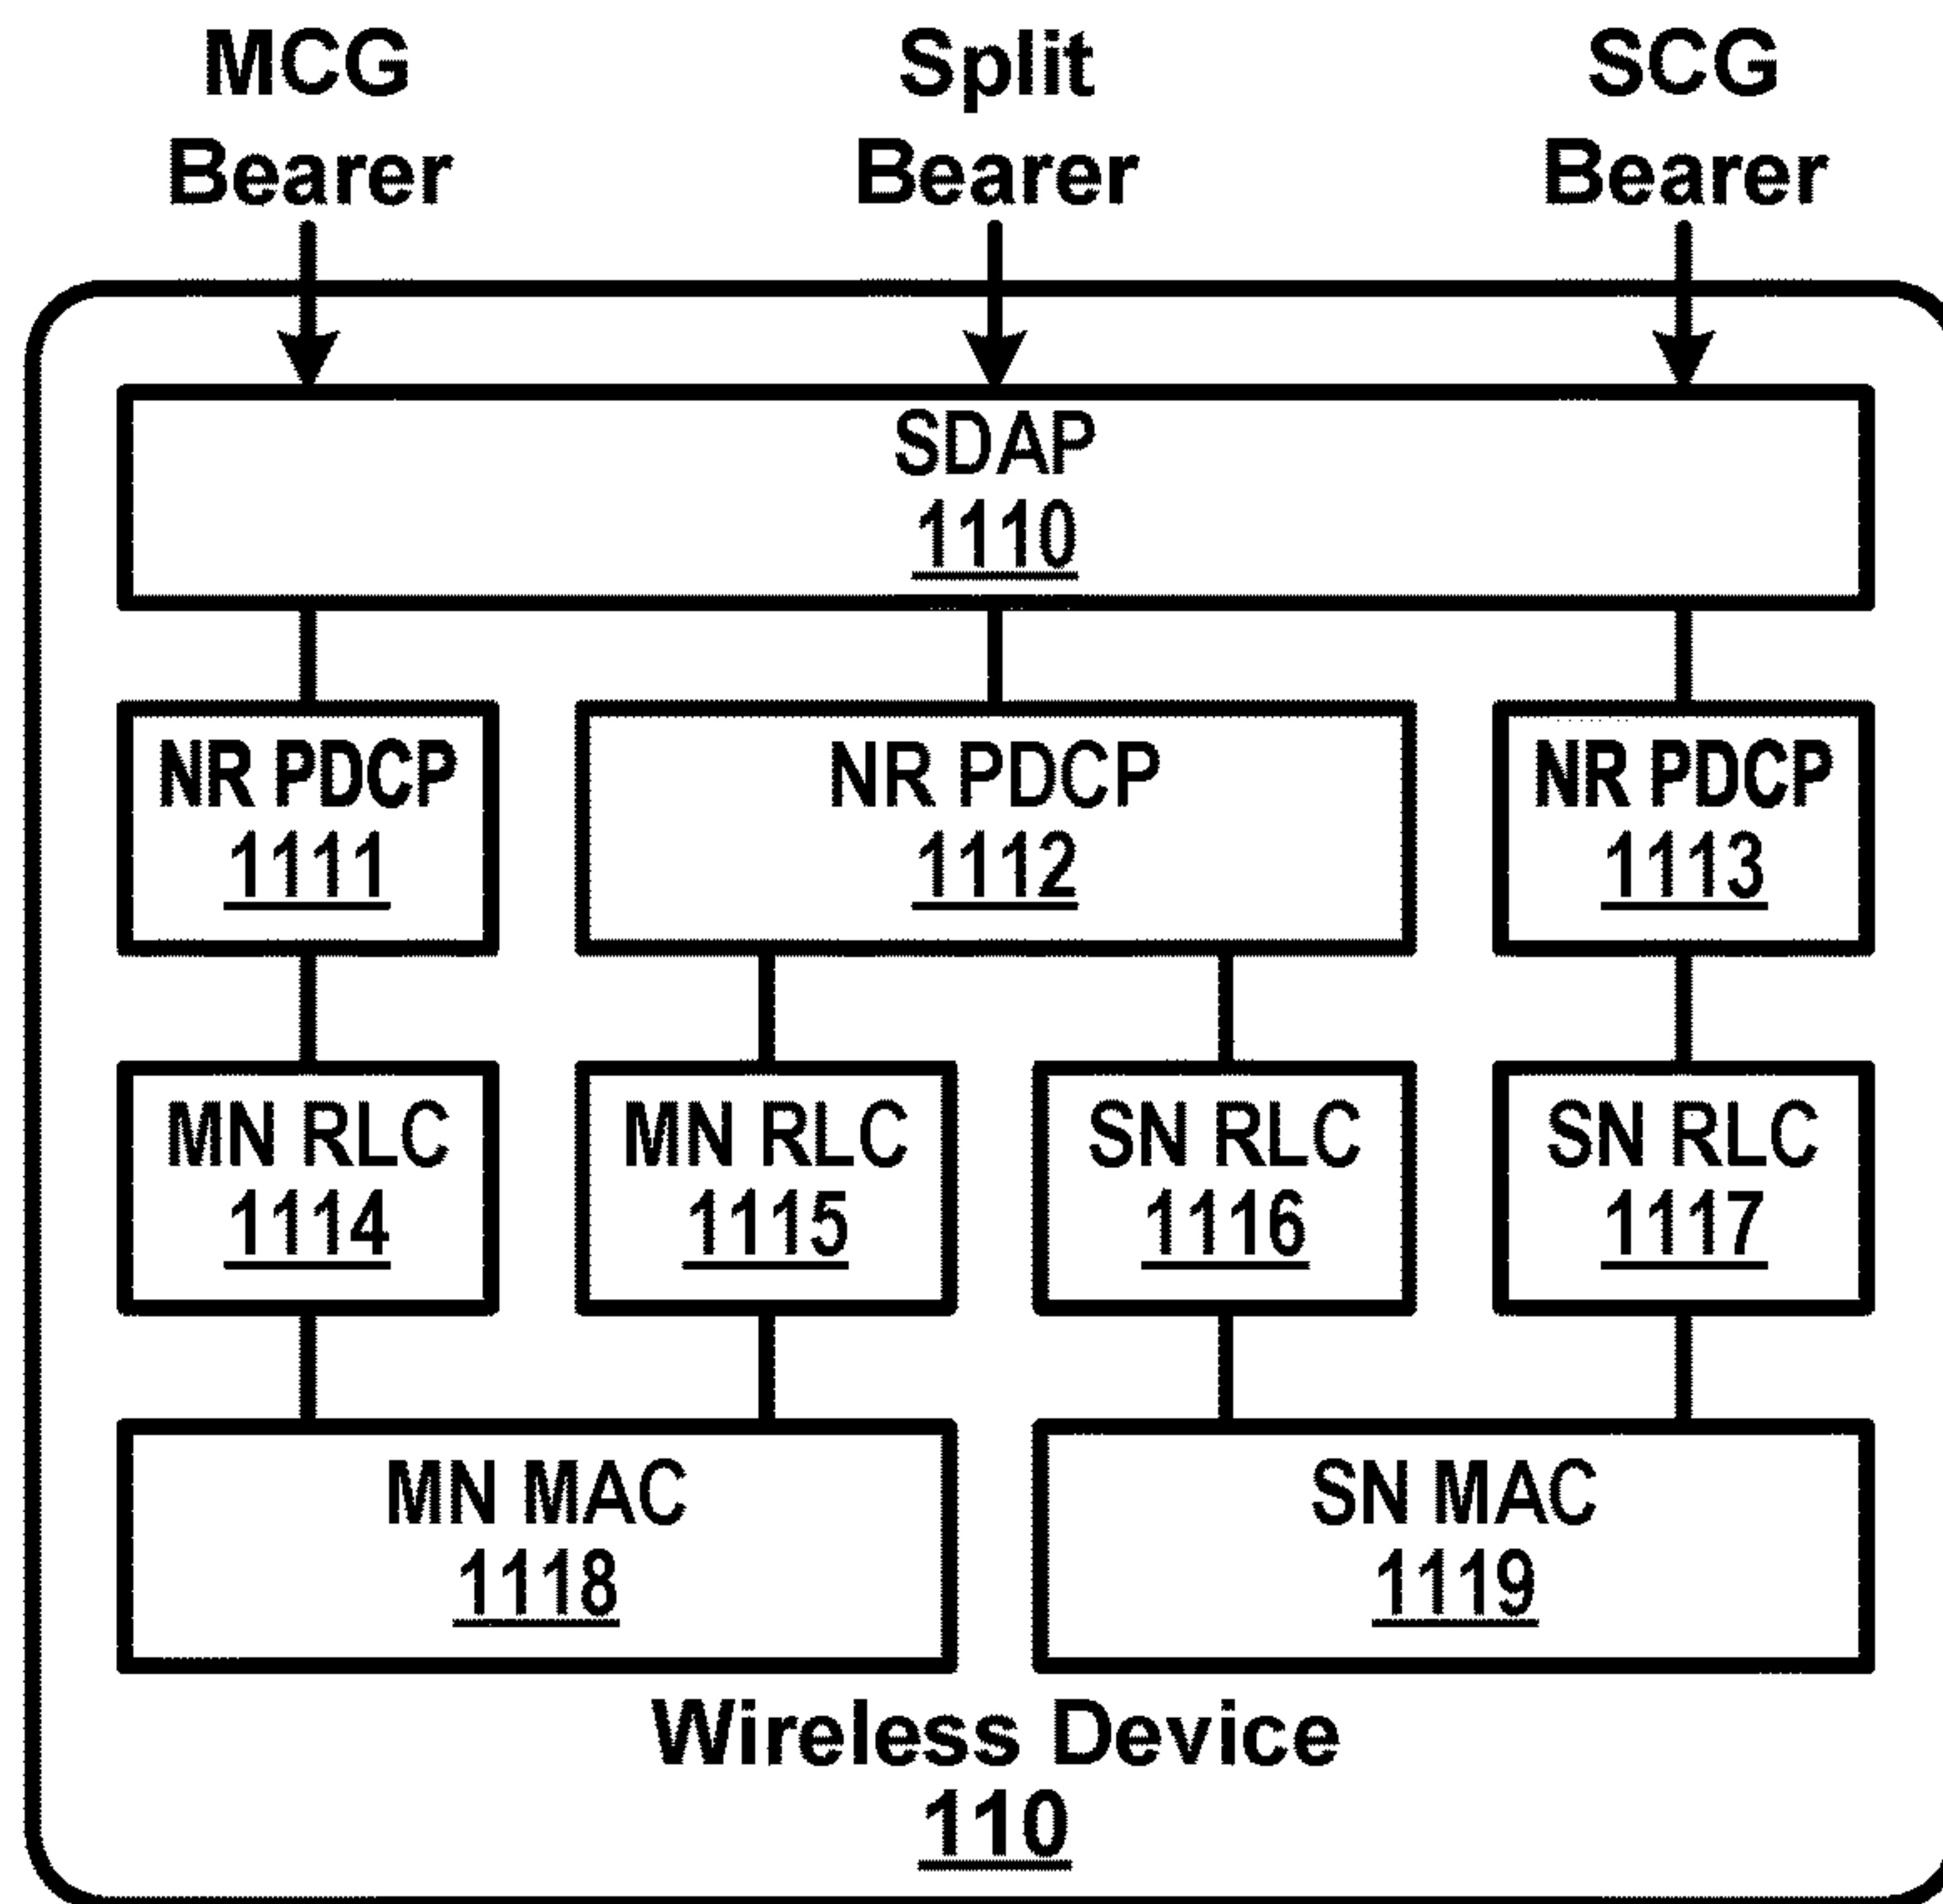 MCG
Bearer
Split
Bearer
SCG
Bearer
SDAP
1110
NR PDCP
1111
NR PDCP
1112
NR PDCP
1113
MN RLC
1114
MN RLC
1115
SN RLC
1116
SN RLC
1117
MN MAC
1118
SN MAC
1119
Wireless Device
110